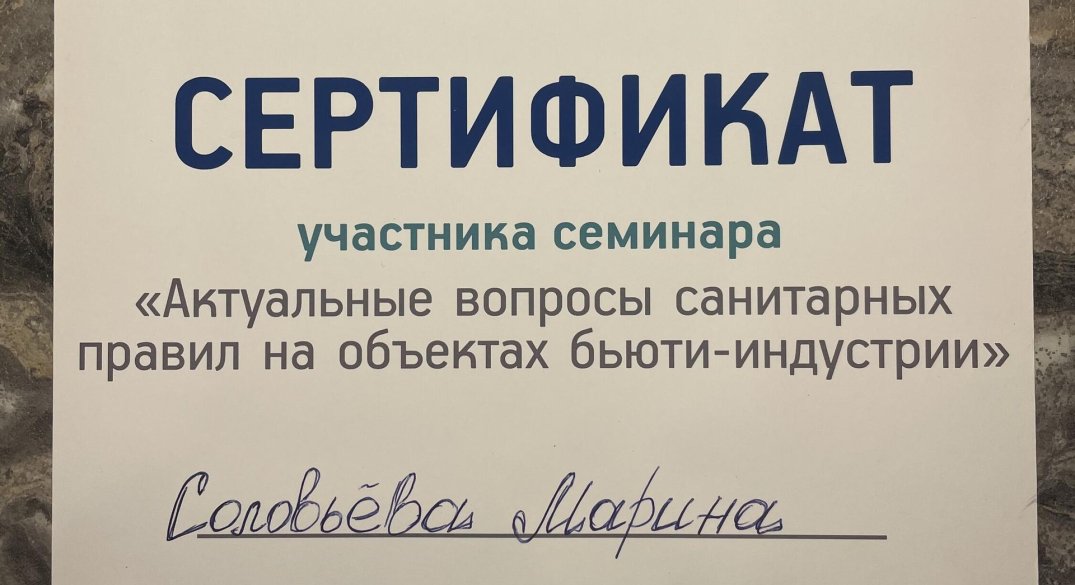 СЕРТИФИКАТ
участника семинара
«Актуальные вопросы санитарных
правил на объектах бьюти-индустрии»
Соловьёва Марина